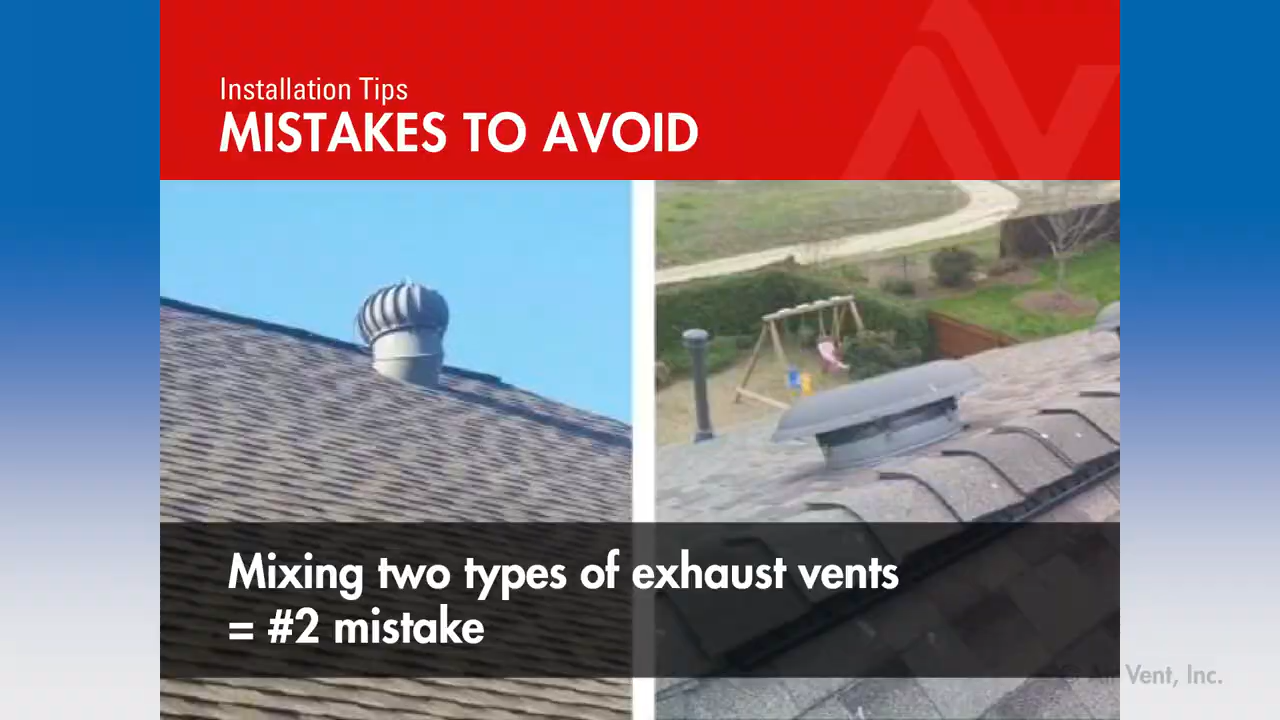 Installation Tips
MISTAKES TO AVOID
Mixing two types of exhaust vents
= #2 mistake
© Air Vent, Inc.